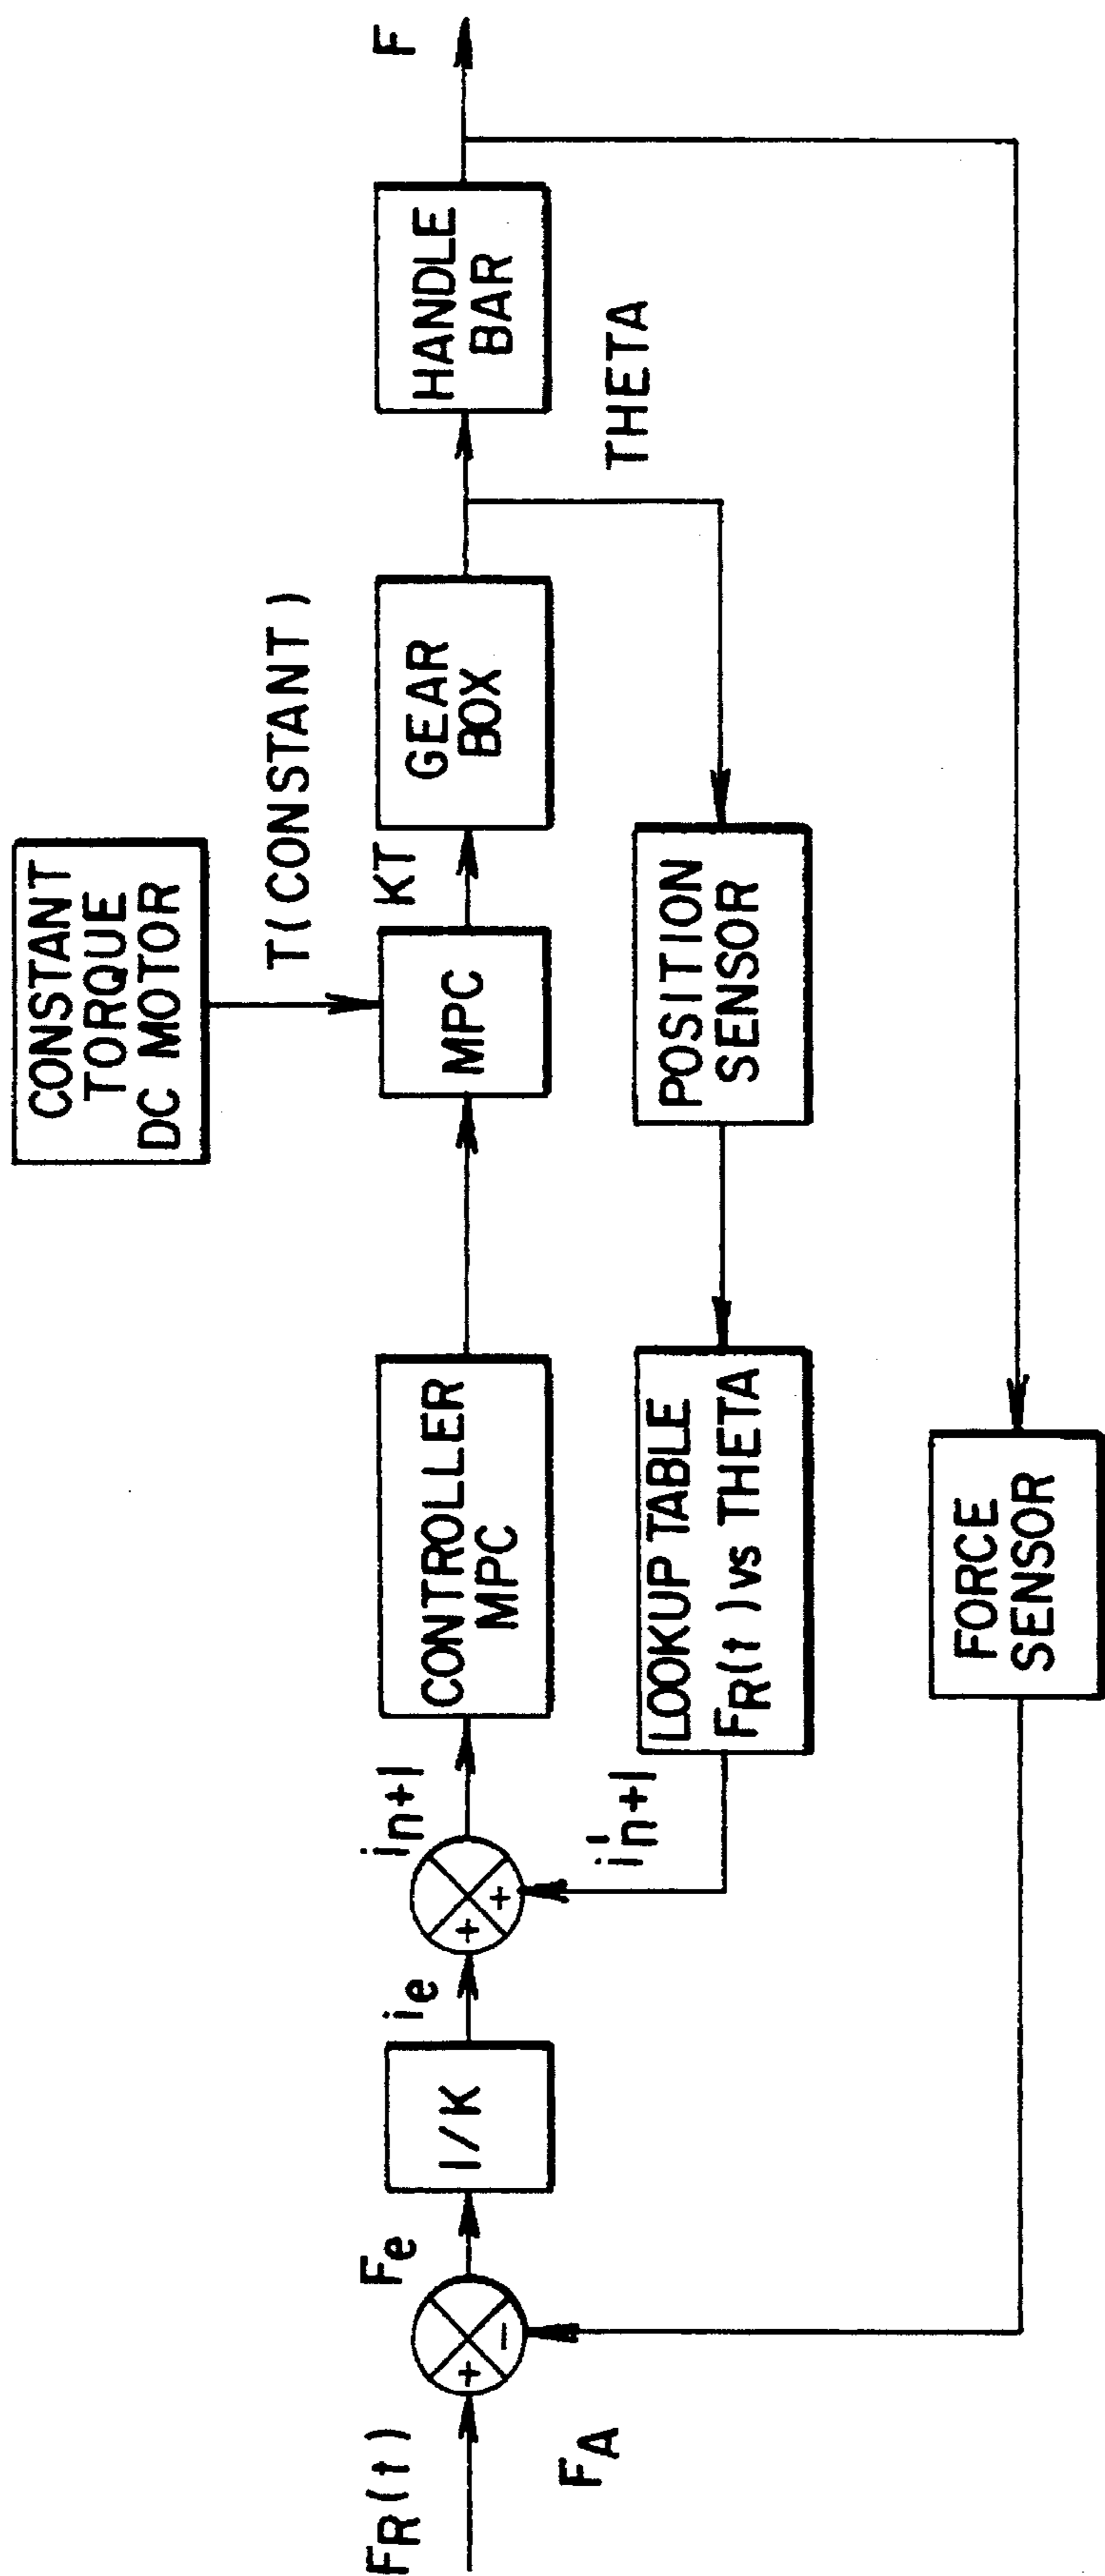 CONSTANT
TORQUE
DC MOTOR
T(CONSTANT)
FR(t)
Fe
1/K
ie
in+1
CONTROLLER
MPC
MPC
KT
GEAR
BOX
HANDLE
BAR
F
+
-
+
+
FA
i'n+1
LOOKUP TABLE
FR(t) vs THETA
POSITION
SENSOR
THETA
FORCE
SENSOR